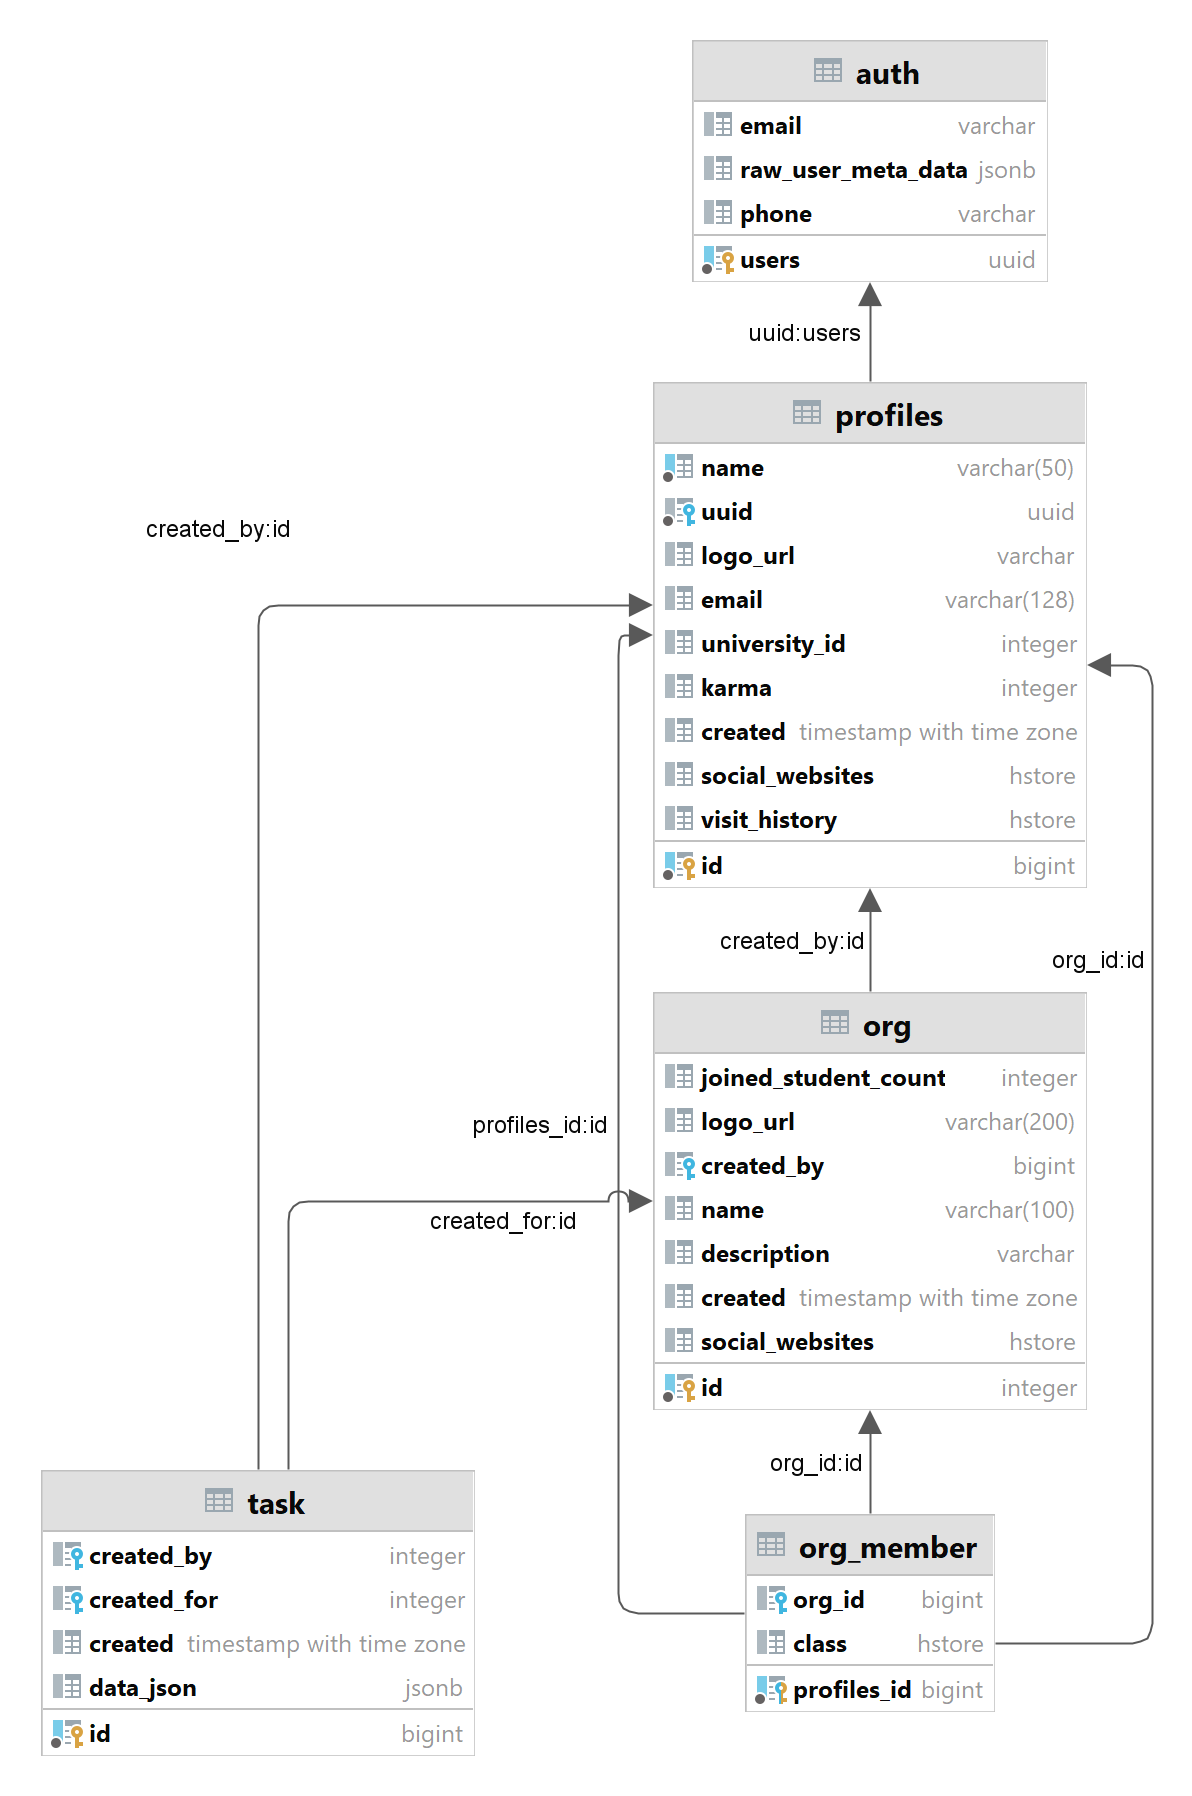 auth
email varchar
raw_user_meta_data jsonb
phone varchar
users uuid
uuid:users
profiles
name varchar(50)
uuid uuid
logo_url varchar
email varchar(128)
university_id integer
karma integer
created timestamp with time zone
social_websites hstore
visit_history hstore
id bigint
created_by:id
created_by:id
org_id:id
org
joined_student_count integer
logo_url varchar(200)
created_by bigint
name varchar(100)
description varchar
created timestamp with time zone
social_websites hstore
id integer
profiles_id:id
created_for:id
org_id:id
task
created_by integer
created_for integer
created timestamp with time zone
data_json jsonb
id bigint
org_member
org_id bigint
class hstore
profiles_id bigint